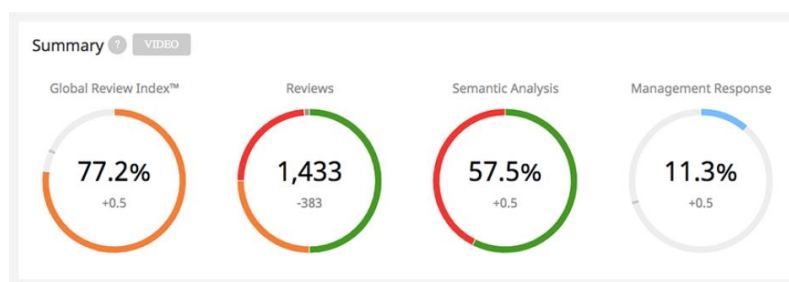 Summary ? VIDEO
Global Review Index™
77.2%
+0.5
Reviews
1,433
-383
Semantic Analysis
57.5%
+0.5
Management Response
11.3%
+0.5